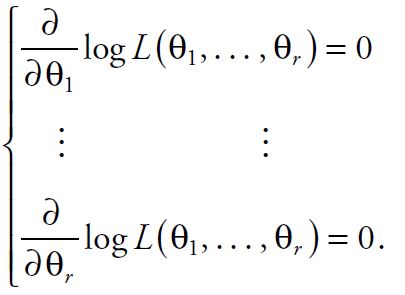 ∂/∂θ₁ log L(θ₁, . . . , θᵣ) = 0
⋮ ⋮
∂/∂θᵣ log L(θ₁, . . . , θᵣ) = 0.